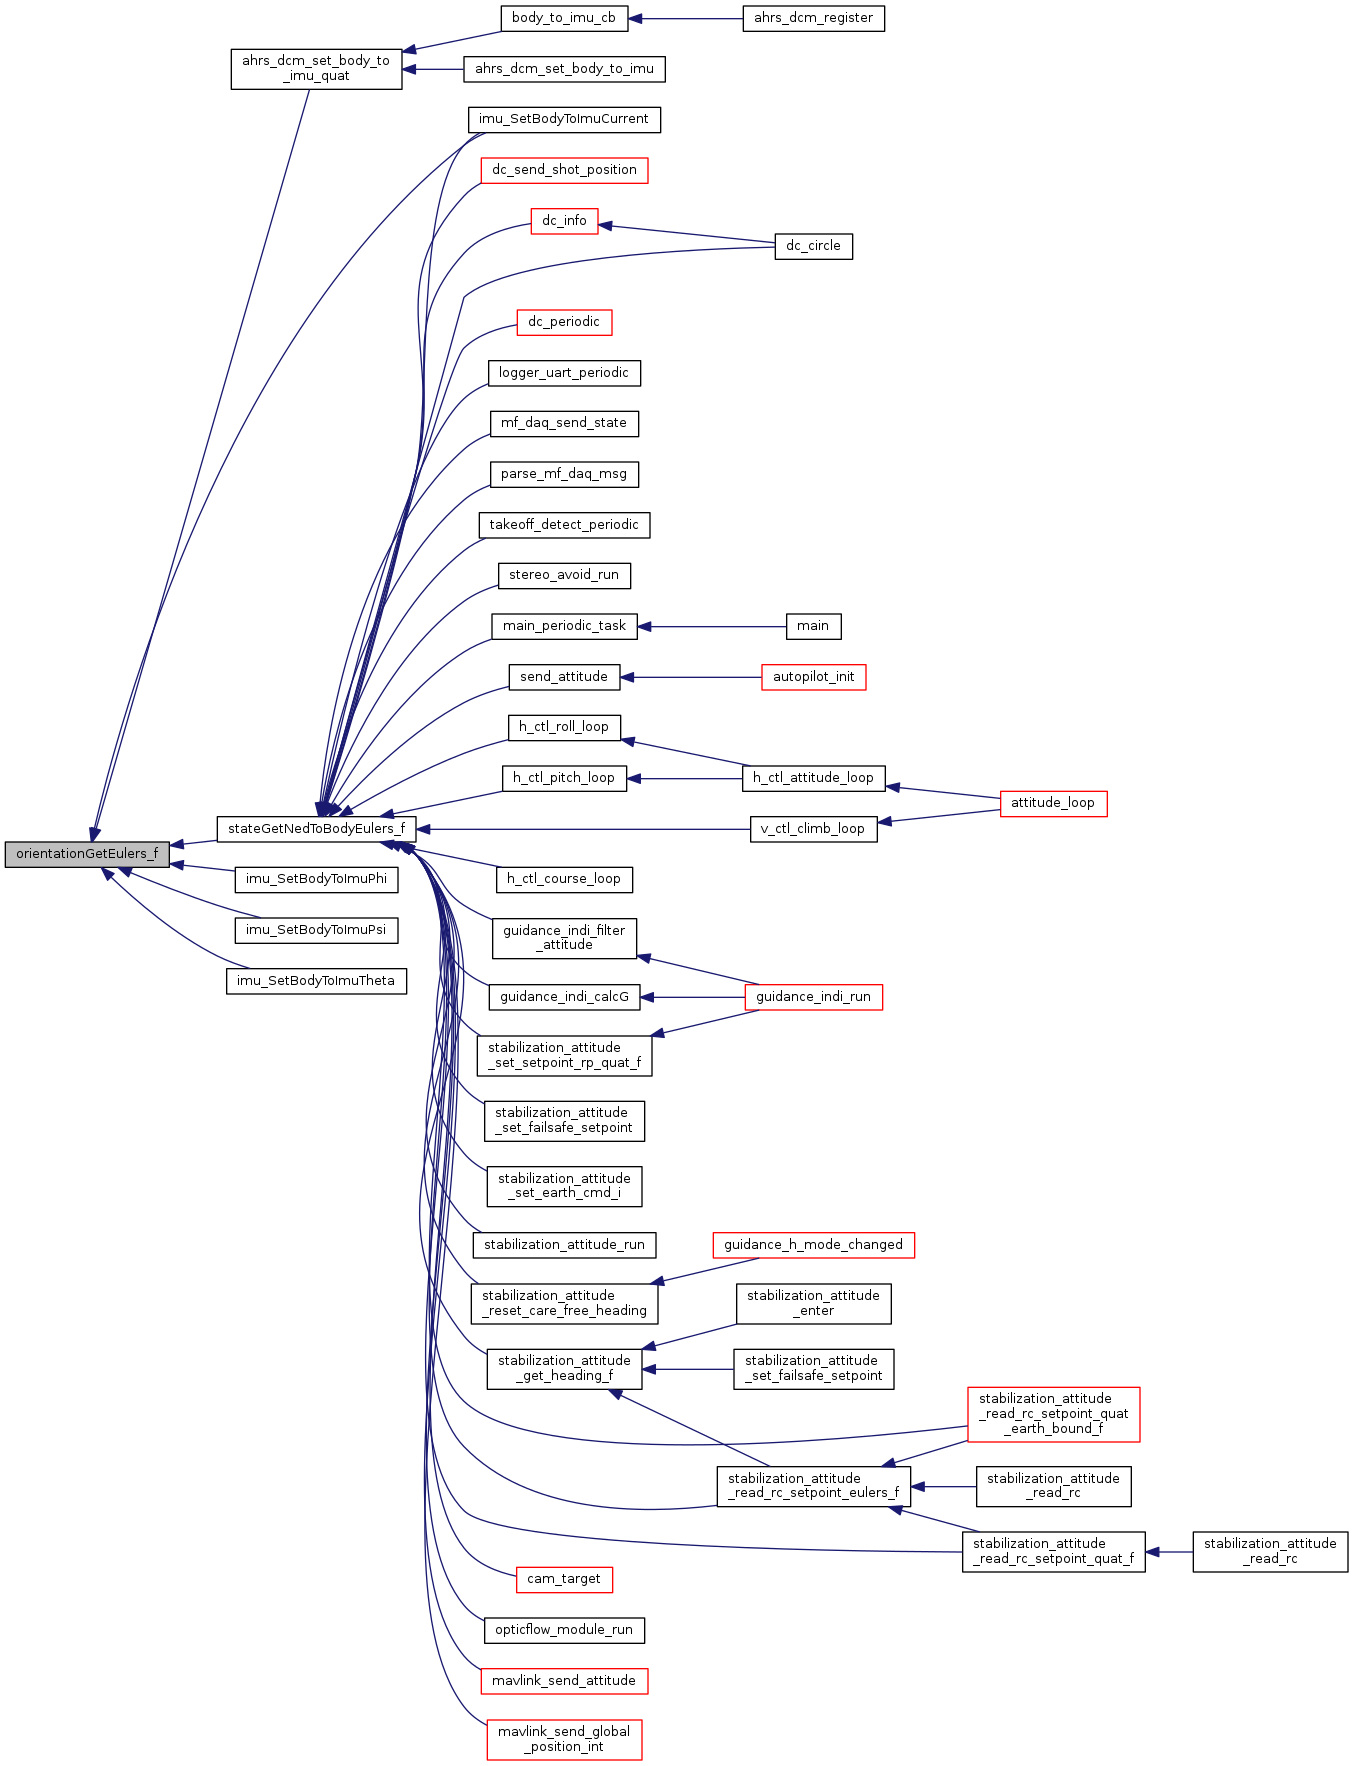 body_to_imu_cb
ahrs_dcm_register
ahrs_dcm_set_body_to
_imu_quat
ahrs_dcm_set_body_to_imu
imu_SetBodyToImuCurrent
dc_send_shot_position
dc_info
dc_circle
dc_periodic
logger_uart_periodic
mf_daq_send_state
parse_mf_daq_msg
takeoff_detect_periodic
stereo_avoid_run
main_periodic_task
main
send_attitude
autopilot_init
h_ctl_roll_loop
h_ctl_pitch_loop
h_ctl_attitude_loop
attitude_loop
stateGetNedToBodyEulers_f
v_ctl_climb_loop
orientationGetEulers_f
imu_SetBodyToImuPhi
h_ctl_course_loop
imu_SetBodyToImuPsi
guidance_indi_filter
_attitude
imu_SetBodyToImuTheta
guidance_indi_calcG
guidance_indi_run
stabilization_attitude
_set_setpoint_rp_quat_f
stabilization_attitude
_set_failsafe_setpoint
stabilization_attitude
_set_earth_cmd_i
stabilization_attitude_run
guidance_h_mode_changed
stabilization_attitude
_reset_care_free_heading
stabilization_attitude
_enter
stabilization_attitude
_get_heading_f
stabilization_attitude
_set_failsafe_setpoint
stabilization_attitude
_read_rc_setpoint_quat
_earth_bound_f
stabilization_attitude
_read_rc_setpoint_eulers_f
stabilization_attitude
_read_rc
stabilization_attitude
_read_rc_setpoint_quat_f
stabilization_attitude
_read_rc
cam_target
opticflow_module_run
mavlink_send_attitude
mavlink_send_global
_position_int